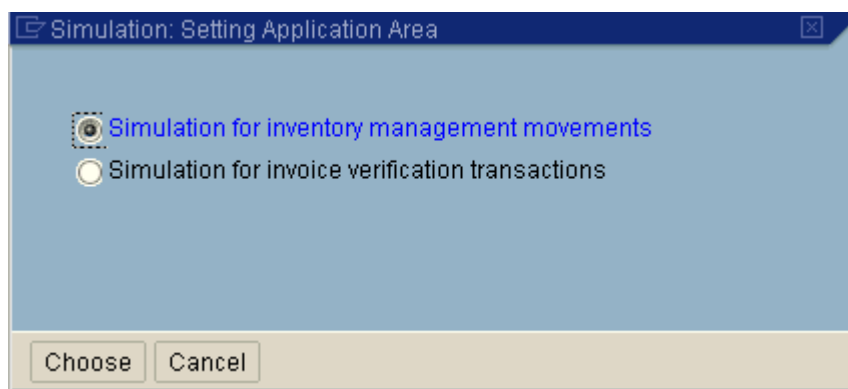 Simulation: Setting Application Area
Simulation for inventory management movements
Simulation for invoice verification transactions
Choose Cancel